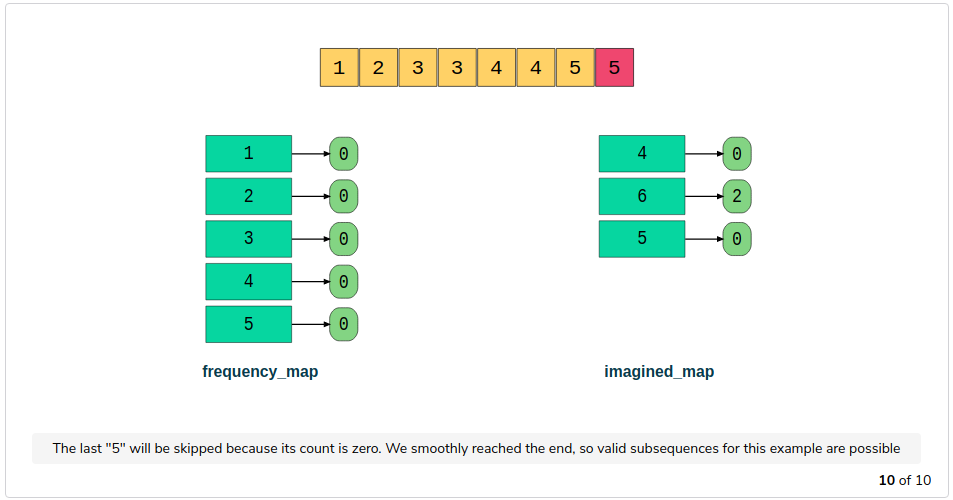 1 2 3 3 4 4 5 5
1 0 4 0
2 0 6 2
3 0 5 0
4 0
5 0
frequency_map imagined_map
The last "5" will be skipped because its count is zero. We smoothly reached the end, so valid subsequences for this example are possible
10 of 10